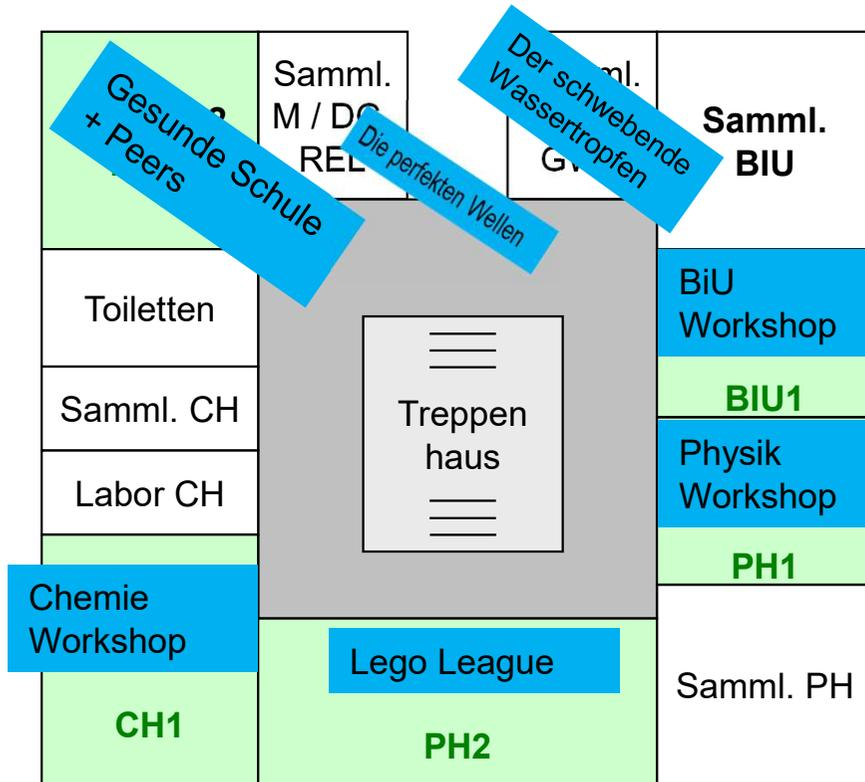 Gesunde Schule
+ Peers
Samml.
M / DG
REL
Die perfekten Wellen
Der schwebende
Wassertropfen
Samml.
BIU
Toiletten
BiU
Workshop
BIU1
Samml. CH
Treppen
haus
Physik
Workshop
Labor CH
PH1
Chemie
Workshop
CH1
Lego League
PH2
Samml. PH